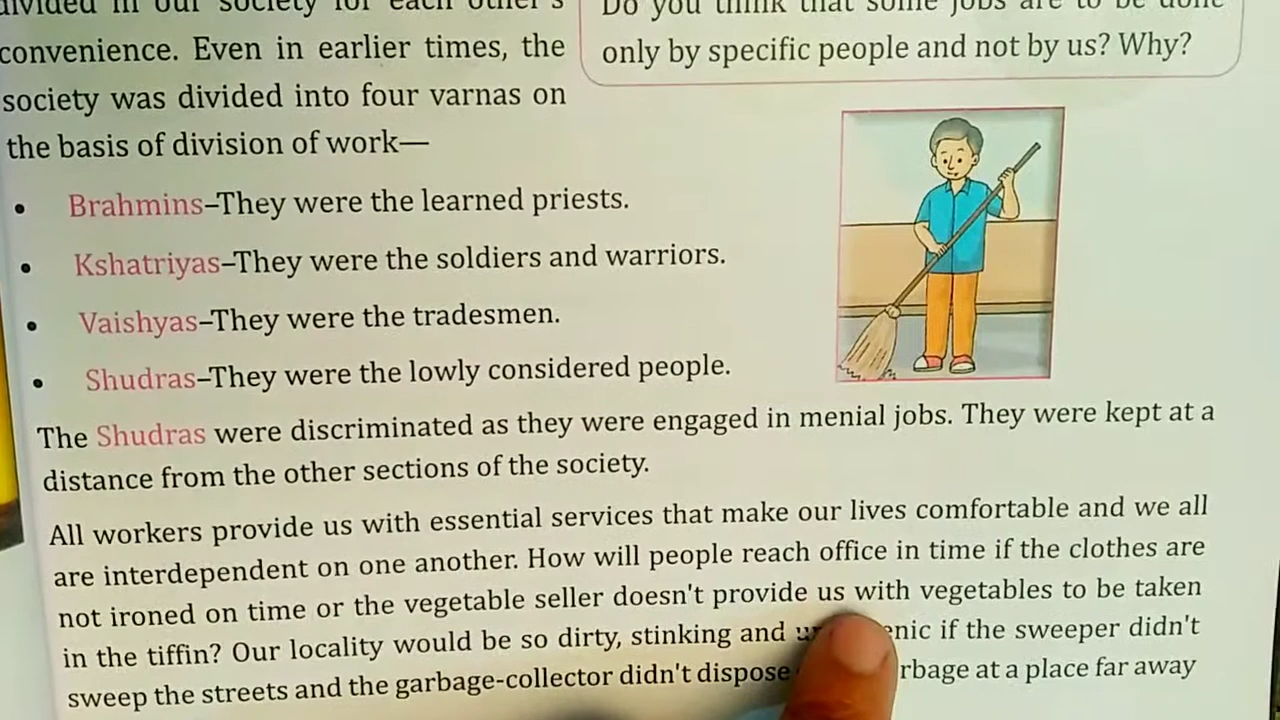 divided in our society for each other's
convenience. Even in earlier times, the
society was divided into four varnas on
the basis of division of work—
Do you think that some jobs are to be done
only by specific people and not by us? Why?
• Brahmins–They were the learned priests.
• Kshatriyas–They were the soldiers and warriors.
• Vaishyas–They were the tradesmen.
• Shudras–They were the lowly considered people.
The Shudras were discriminated as they were engaged in menial jobs. They were kept at a
distance from the other sections of the society.
All workers provide us with essential services that make our lives comfortable and we all
are interdependent on one another. How will people reach office in time if the clothes are
not ironed on time or the vegetable seller doesn't provide us with vegetables to be taken
in the tiffin? Our locality would be so dirty, stinking and if the sweeper didn't
sweep the streets and the garbage-collector didn't dispose at a place far away